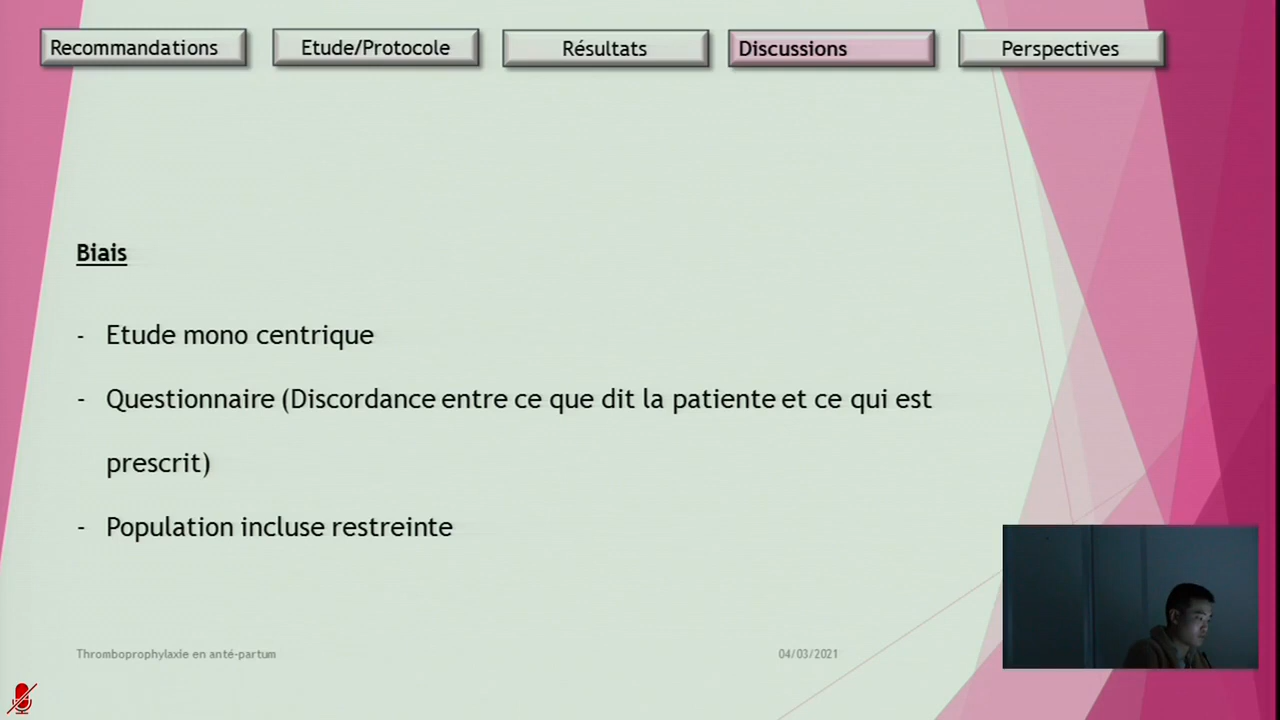 Recommandations
Etude/Protocole
Résultats
Discussions
Perspectives
Biais
- Etude mono centrique
- Questionnaire (Discordance entre ce que dit la patiente et ce qui est
prescrit)
- Population incluse restreinte
Thromboprophylaxie en anté-partum
04/03/2021